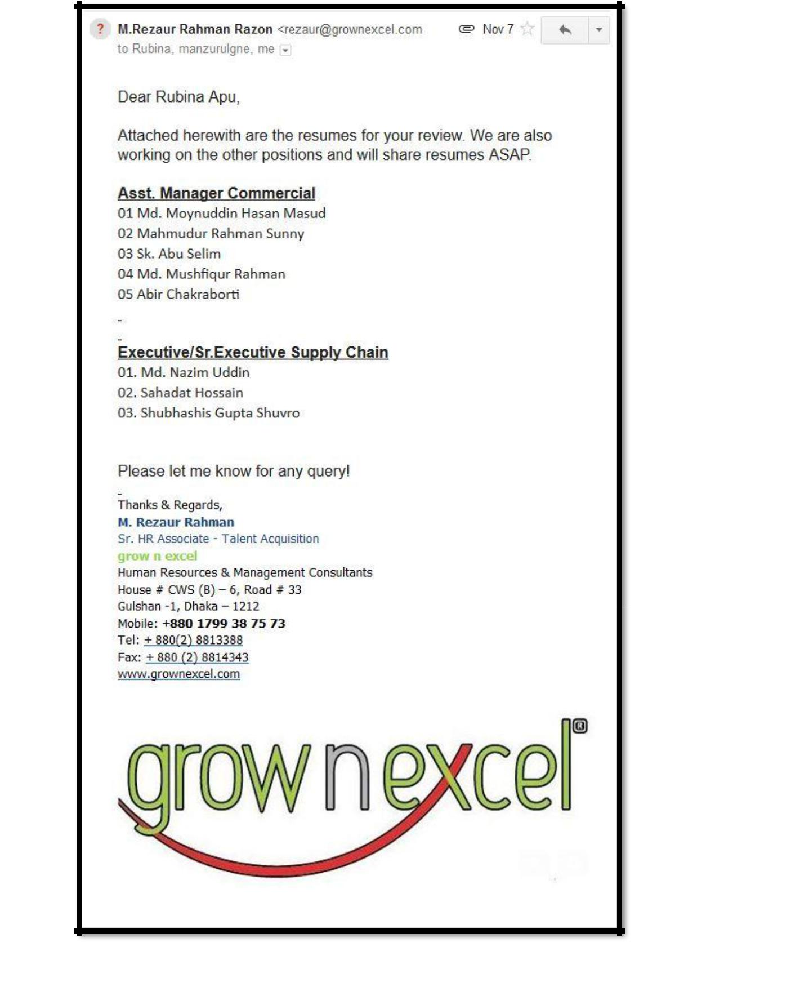 ?
M.Rezaur Rahman Razon <rezaur@grownexcel.com
Nov 7
to Rubina, manzurulgne, me
Dear Rubina Apu,
Attached herewith are the resumes for your review. We are also
working on the other positions and will share resumes ASAP.
Asst. Manager Commercial
01 Md. Moynuddin Hasan Masud
02 Mahmudur Rahman Sunny
03 Sk. Abu Selim
04 Md. Mushfiqur Rahman
05 Abir Chakraborti
Executive/Sr.Executive Supply Chain
01. Md. Nazim Uddin
02. Sahadat Hossain
03. Shubhashis Gupta Shuvro
Please let me know for any query!
Thanks & Regards,
M. Rezaur Rahman
Sr. HR Associate - Talent Acquisition
grow n excel
Human Resources & Management Consultants
House # CWS (B) – 6, Road # 33
Gulshan -1, Dhaka – 1212
Mobile: +880 1799 38 75 73
Tel: + 880(2) 8813388
Fax: + 880 (2) 8814343
www.grownexcel.com
grow n excel®